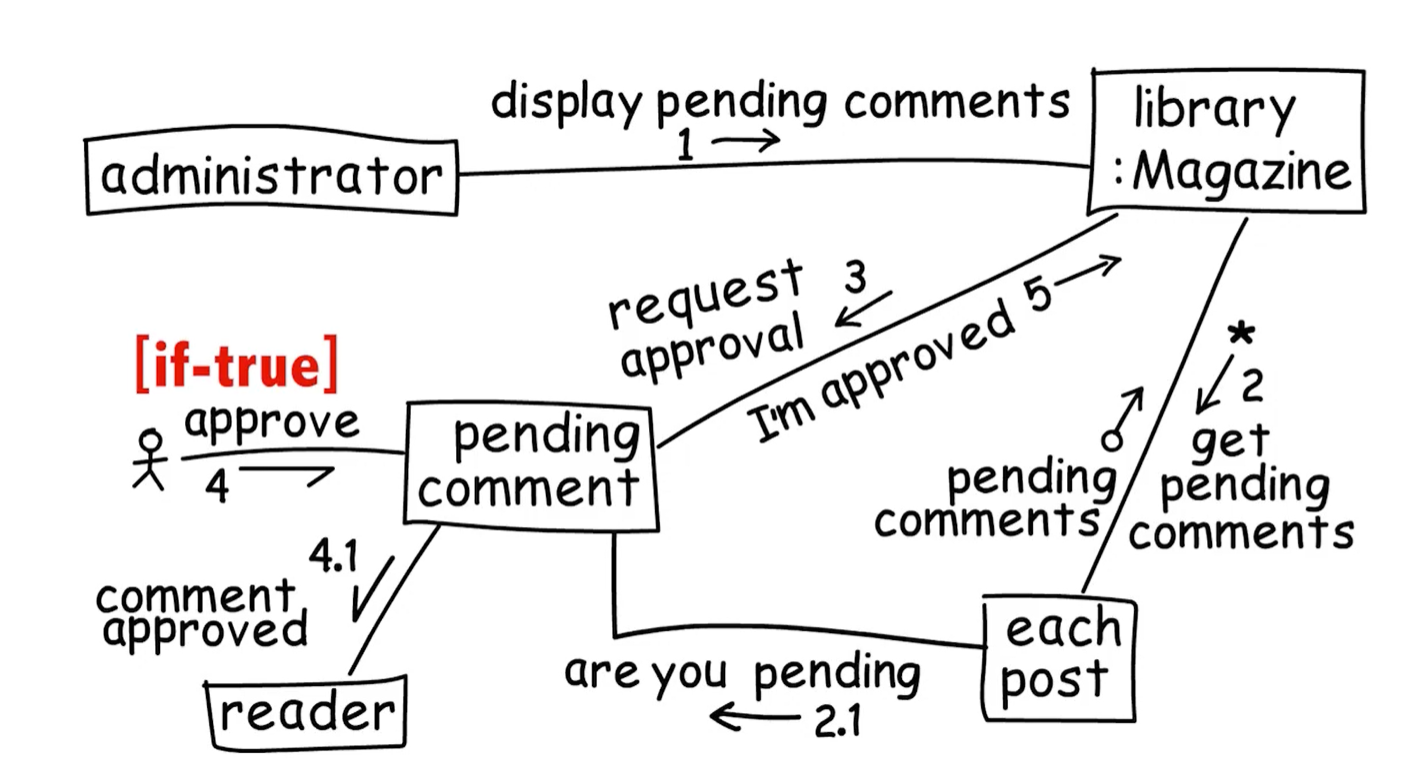 display pending comments
1
library
:Magazine
administrator
request
approval
3
I'm approved 5
[if-true]
approve
4
pending
comment
*
2
get
pending
comments
pending
comments
4.1
comment
approved
each
post
are you pending
2.1
reader